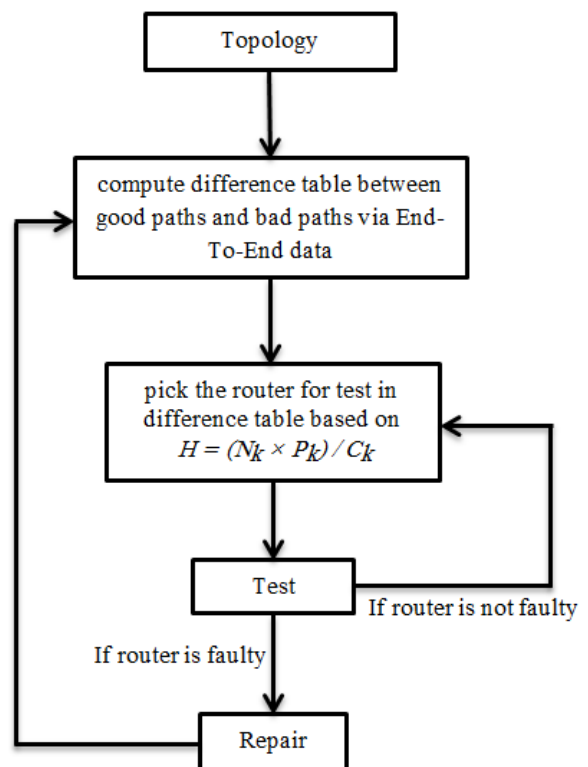 Topology
compute difference table between
good paths and bad paths via End-
To-End data
pick the router for test in
difference table based on
H = (Nk × Pk) / Ck
Test
If router is not faulty
If router is faulty
Repair